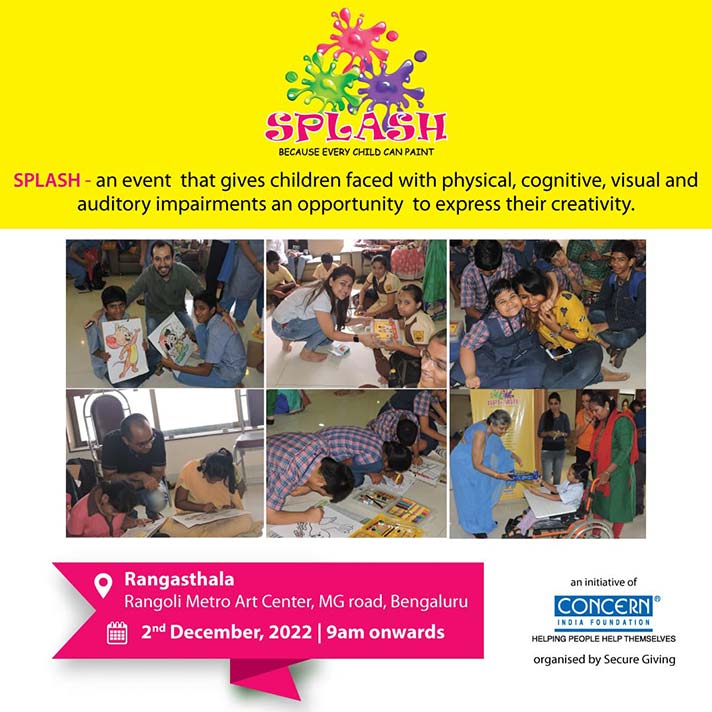 SPLASH
BECAUSE EVERY CHILD CAN PAINT
SPLASH - an event that gives children faced with physical, cognitive, visual and
auditory impairments an opportunity to express their creativity.
SPLASH
Rangasthala
Rangoli Metro Art Center, MG road, Bengaluru
2nd December, 2022 | 9am onwards
an initiative of
CONCERN®
INDIA FOUNDATION
HELPING PEOPLE HELP THEMSELVES
organised by Secure Giving